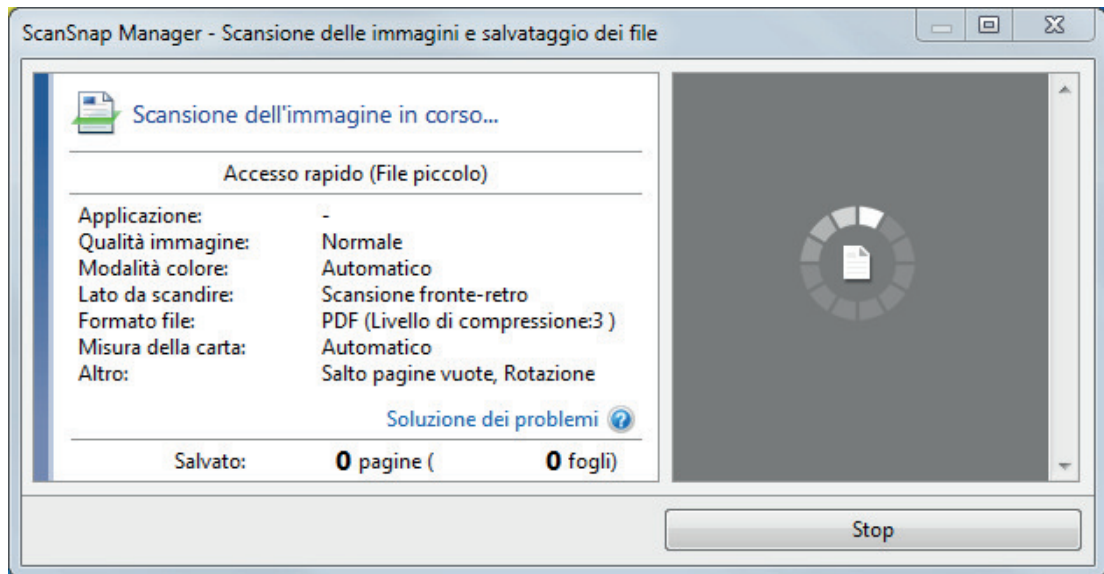 ScanSnap Manager - Scansione delle immagini e salvataggio dei file
Scansione dell'immagine in corso...
Accesso rapido (File piccolo)
Applicazione: -
Qualità immagine: Normale
Modalità colore: Automatico
Lato da scandire: Scansione fronte-retro
Formato file: PDF (Livello di compressione:3 )
Misura della carta: Automatico
Altro: Salto pagine vuote, Rotazione
Soluzione dei problemi
Salvato: 0 pagine ( 0 fogli)
Stop